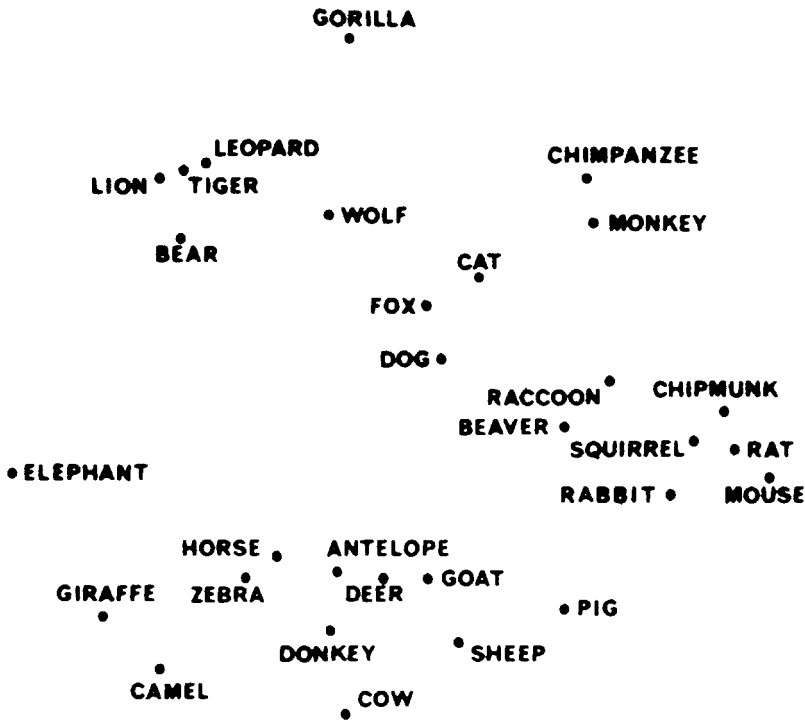 GORILLA
LEOPARD
CHIMPANZEE
LION
TIGER
WOLF
MONKEY
BEAR
CAT
FOX
DOG
RACCOON
CHIPMUNK
BEAVER
SQUIRREL
RAT
ELEPHANT
RABBIT
MOUSE
HORSE
ANTELOPE
GIRAFFE
ZEBRA
DEER
GOAT
PIG
DONKEY
SHEEP
CAMEL
COW